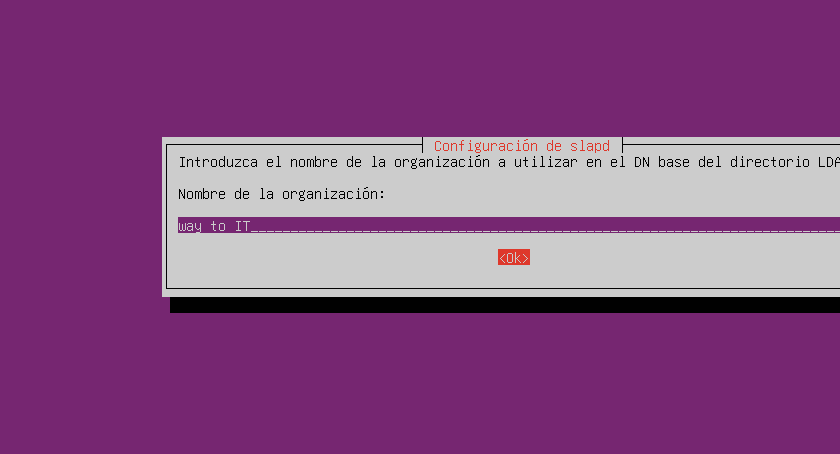 Configuración de slapd
Introduzca el nombre de la organización a utilizar en el DN base del directorio LDA
Nombre de la organización:
way to IT
<Ok>